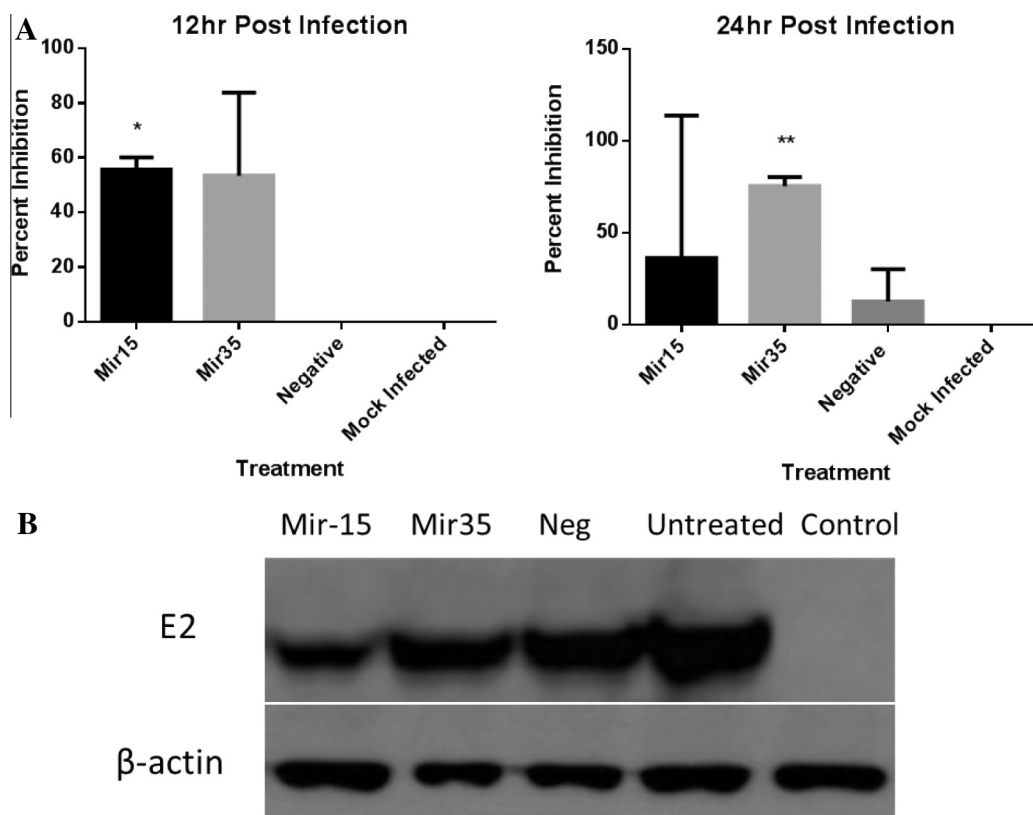 A
12hr Post Infection
Percent Inhibition
100
80
60
40
20
0
*
Mir15
Mir35
Negative
Mock Infected
Treatment
24hr Post Infection
Percent Inhibition
150
100
50
0
**
Mir15
Mir35
Negative
Mock Infected
Treatment
B
Mir-15 Mir35 Neg Untreated Control
E2
β-actin